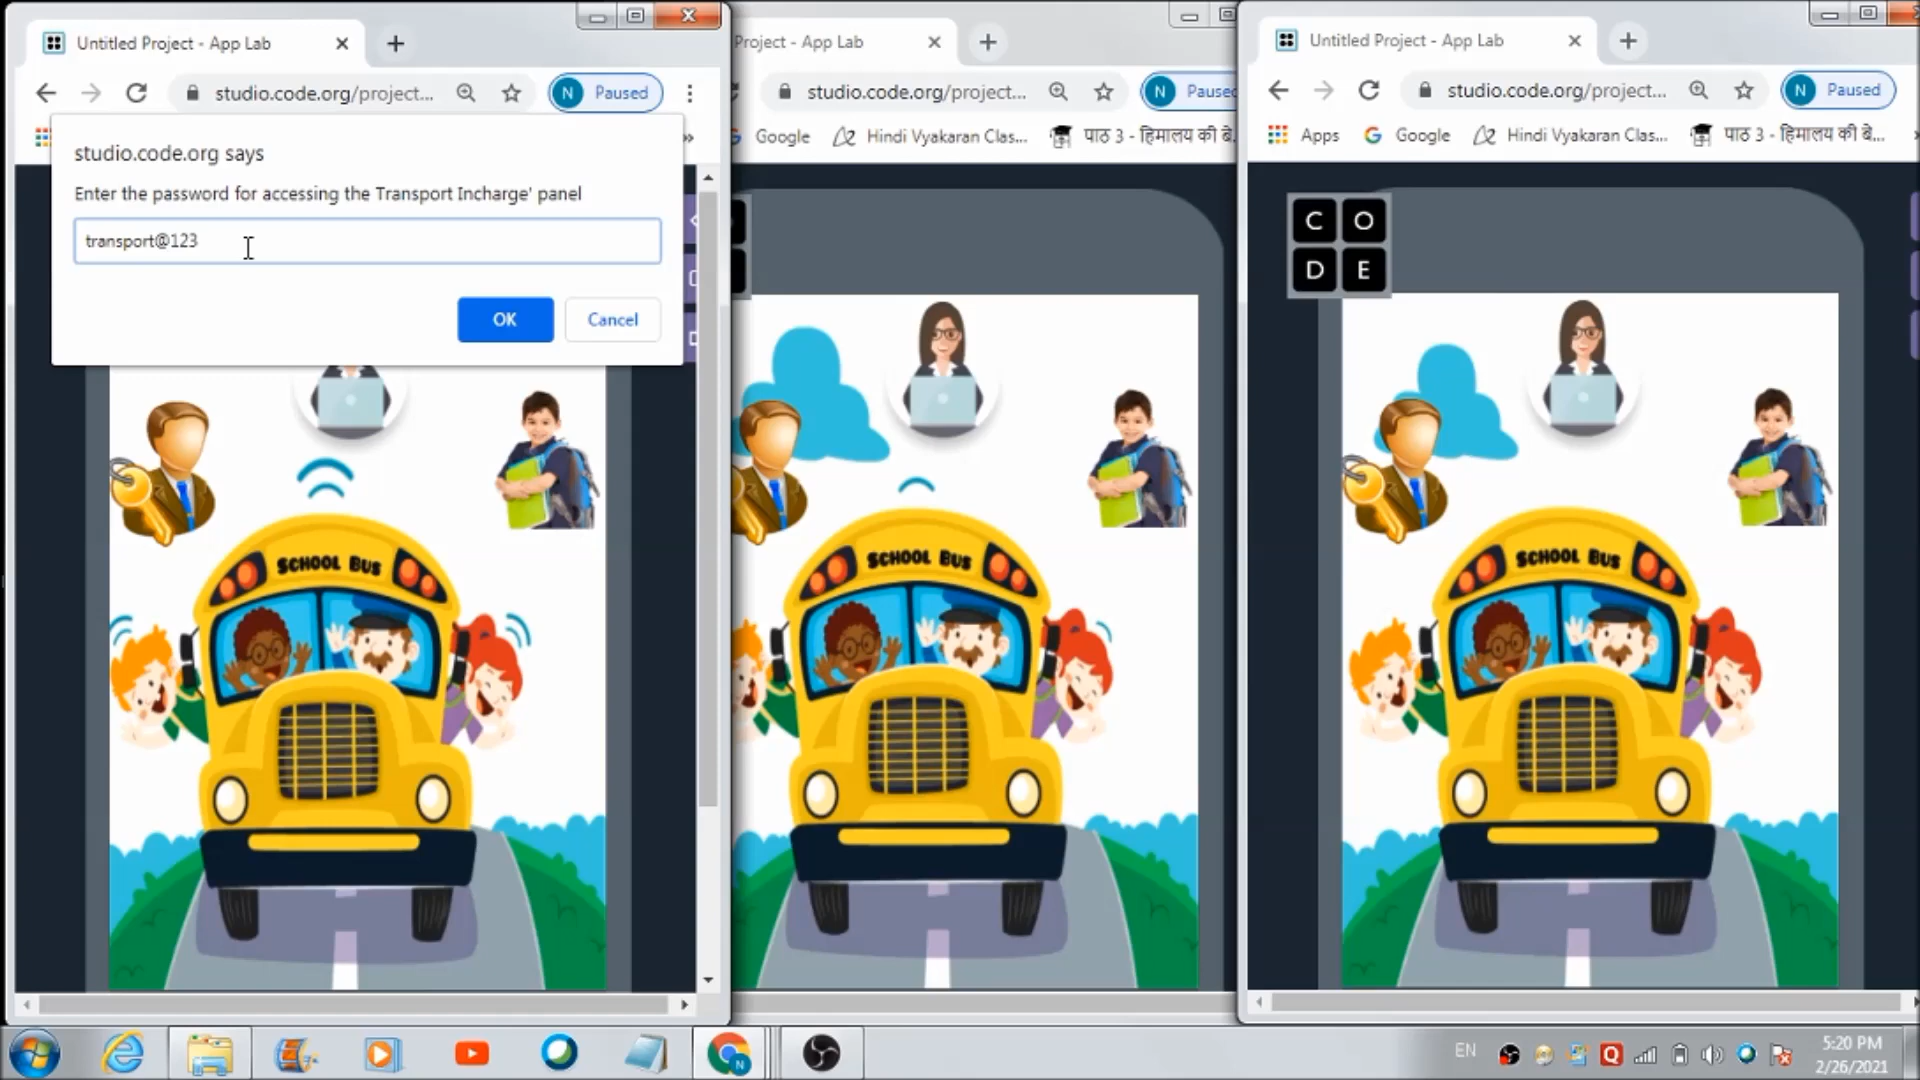 Untitled Project - App Lab
studio.code.org/project...
N Paused
studio.code.org says
Enter the password for accessing the Transport Incharge' panel
transport@123
OK
Cancel
SCHOOL BUS
Project - App Lab
studio.code.org/project...
N
Google
Hindi Vyakaran Clas...
पाठ 3 - हिमालय की बे
SCHOOL BUS
Untitled Project - App Lab
studio.code.org/project...
N Paused
Apps
Google
Hindi Vyakaran Clas...
पाठ 3 - हिमालय की बे...
C O
D E
SCHOOL BUS
EN
5:20 PM
2/26/2021